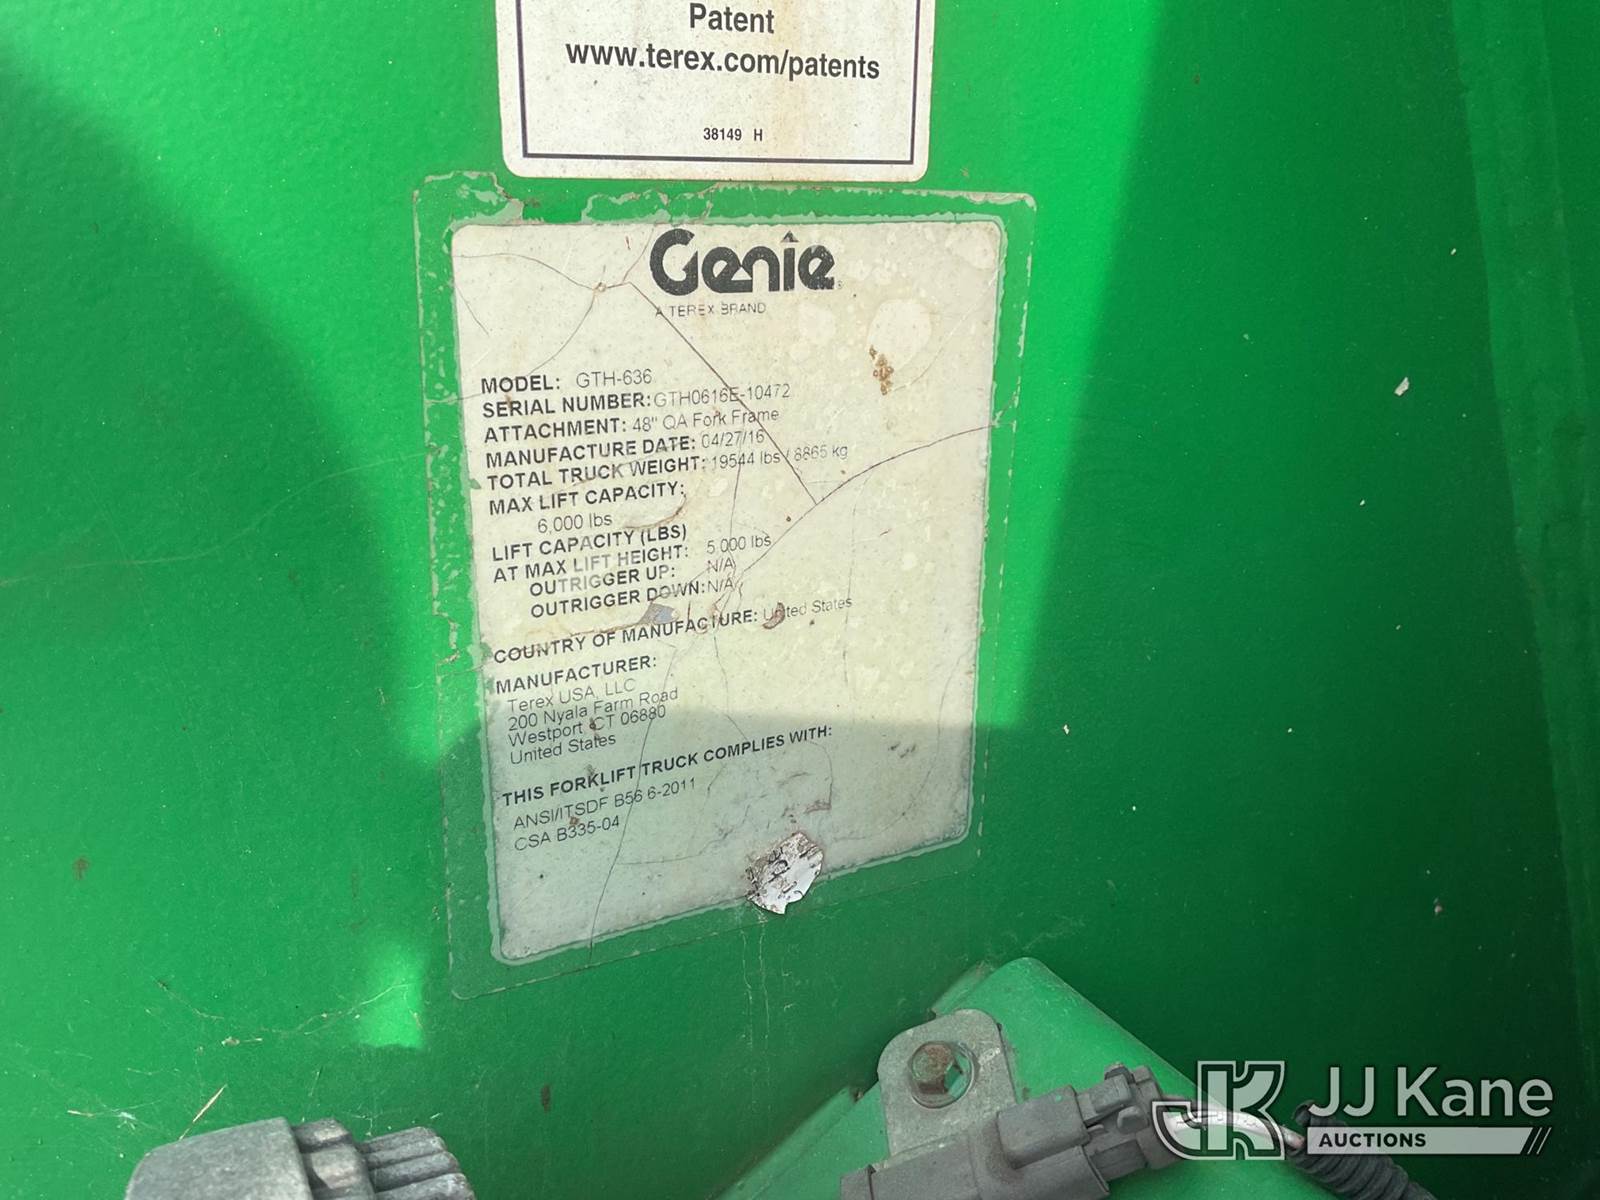 Patent
www.terex.com/patents
38149 H
Genie
A TEREX BRAND
MODEL: GTH-636
SERIAL NUMBER: GTH0616E-10472
ATTACHMENT: 48" QA Fork Frame
MANUFACTURE DATE: 04/27/16
TOTAL TRUCK WEIGHT: 19544 lbs / 8865 kg
MAX LIFT CAPACITY:
6,000 lbs
LIFT CAPACITY (LBS)
AT MAX LIFT HEIGHT: 5,000 lbs
OUTRIGGER UP: N/A
OUTRIGGER DOWN: N/A
COUNTRY OF MANUFACTURE: United States
MANUFACTURER:
Terex USA, LLC
200 Nyala Farm Road
Westport, CT 06880
United States
THIS FORKLIFT TRUCK COMPLIES WITH:
ANSI/ITSDF B56.6-2011
CSA B335-04
JK JJ Kane
AUCTIONS